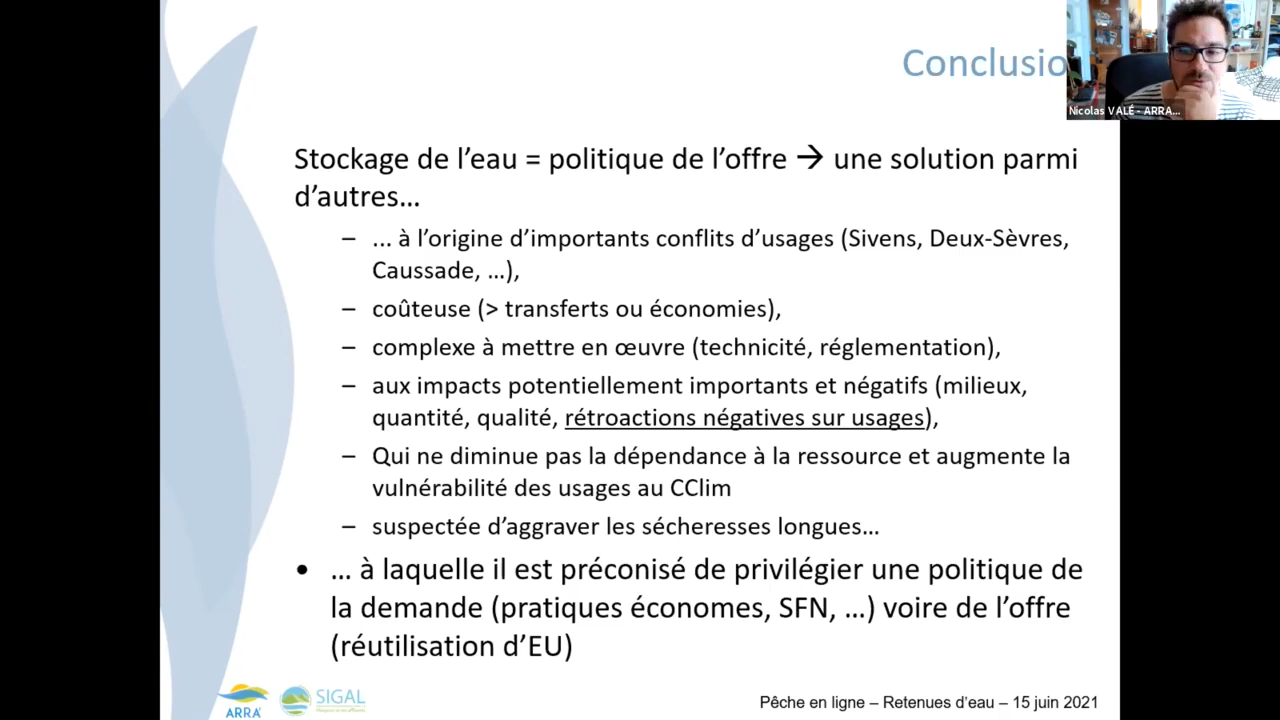 Conclusio
Nicolas VALÉ - ARRA...
Stockage de l'eau = politique de l'offre → une solution parmi
d'autres…
– ... à l'origine d'importants conflits d'usages (Sivens, Deux-Sèvres,
Caussade, …),
– coûteuse (> transferts ou économies),
– complexe à mettre en œuvre (technicité, réglementation),
– aux impacts potentiellement importants et négatifs (milieux,
quantité, qualité, rétroactions négatives sur usages),
– Qui ne diminue pas la dépendance à la ressource et augmente la
vulnérabilité des usages au CClim
– suspectée d'aggraver les sécheresses longues…
• … à laquelle il est préconisé de privilégier une politique de
la demande (pratiques économes, SFN, …) voire de l'offre
(réutilisation d'EU)
ARRA²
SIGAL
Pêche en ligne – Retenues d'eau – 15 juin 2021